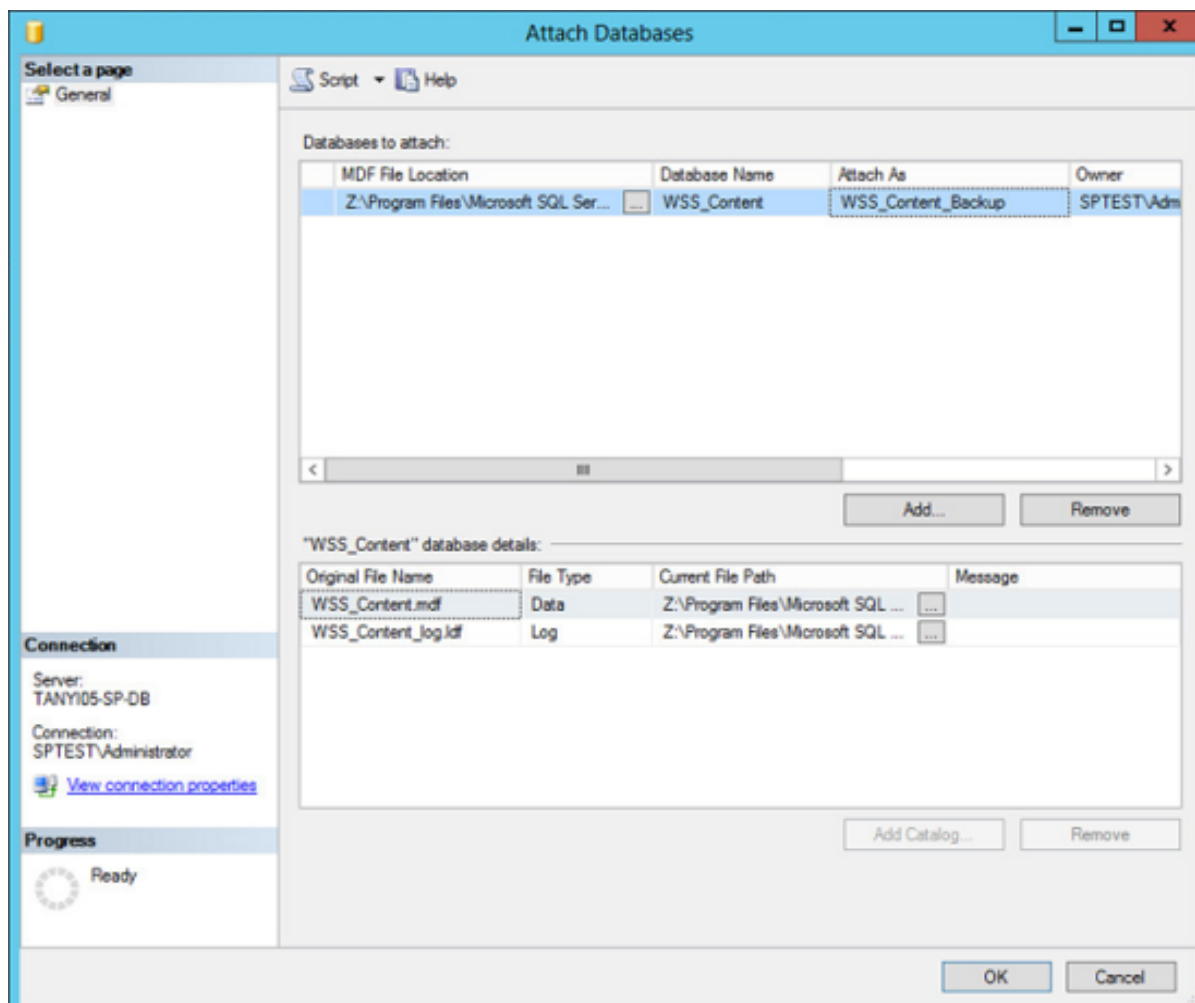 Attach Databases
Select a page
General
Script Help
Databases to attach:
MDF File Location Database Name Attach As Owner
Z:\Program Files\Microsoft SQL Ser... ... WSS_Content WSS_Content_Backup SPTEST\Adm
Add... Remove
"WSS_Content" database details:
Original File Name File Type Current File Path Message
WSS_Content.mdf Data Z:\Program Files\Microsoft SQL ... ...
WSS_Content_log.ldf Log Z:\Program Files\Microsoft SQL ... ...
Connection
Server:
TANYI05-SP-DB
Connection:
SPTEST\Administrator
View connection properties
Progress
Ready
Add Catalog... Remove
OK Cancel